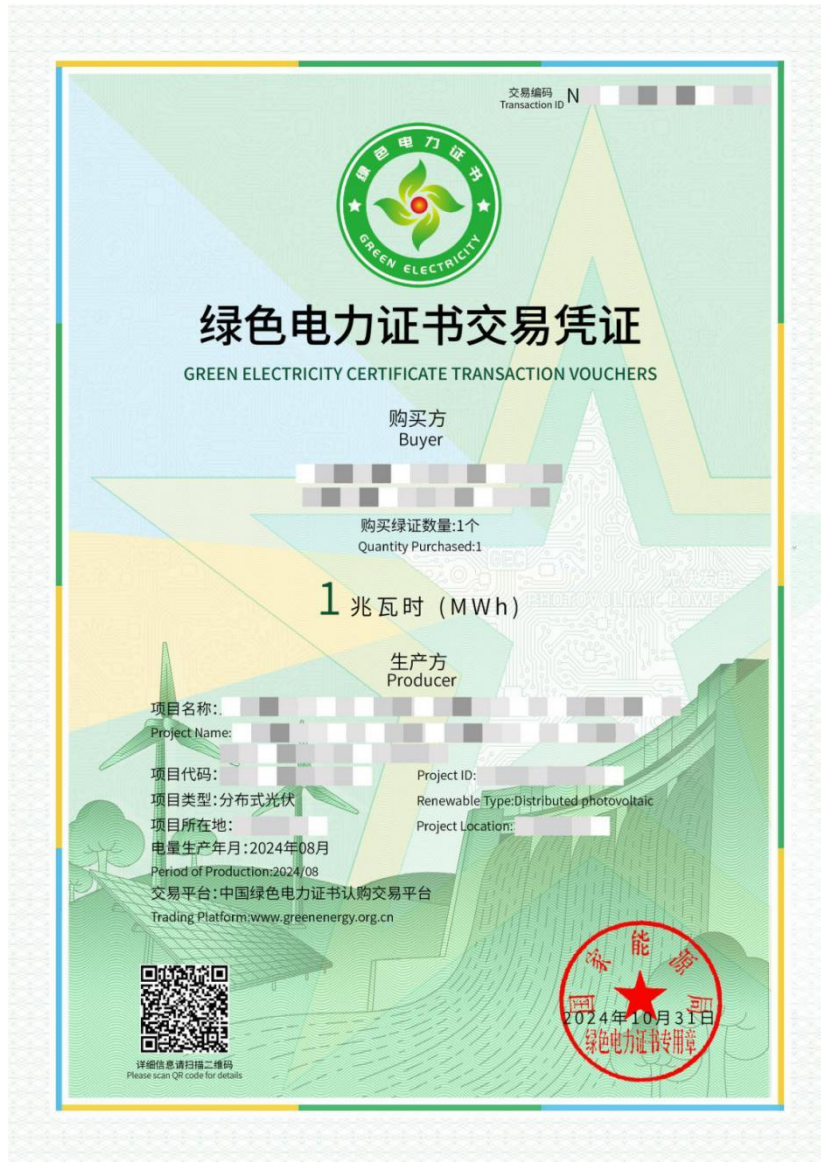 交易编码
Transaction ID N
绿色电力证书
GREEN ELECTRICITY
绿色电力证书交易凭证
GREEN ELECTRICITY CERTIFICATE TRANSACTION VOUCHERS
购买方
Buyer
购买绿证数量:1个
Quantity Purchased:1
GEC
光伏发电
PHOTOVOLTAIC POWER
1 兆瓦时 (MWh)
生产方
Producer
项目名称:
Project Name:
项目代码: Project ID:
项目类型:分布式光伏 Renewable Type:Distributed photovoltaic
项目所在地: Project Location:
电量生产年月:2024年08月
Period of Production:2024/08
交易平台:中国绿色电力证书认购交易平台
Trading Platform:www.greenenergy.org.cn
国家能源局
2024年10月31日
绿色电力证书专用章
详细信息请扫描二维码
Please scan QR code for details